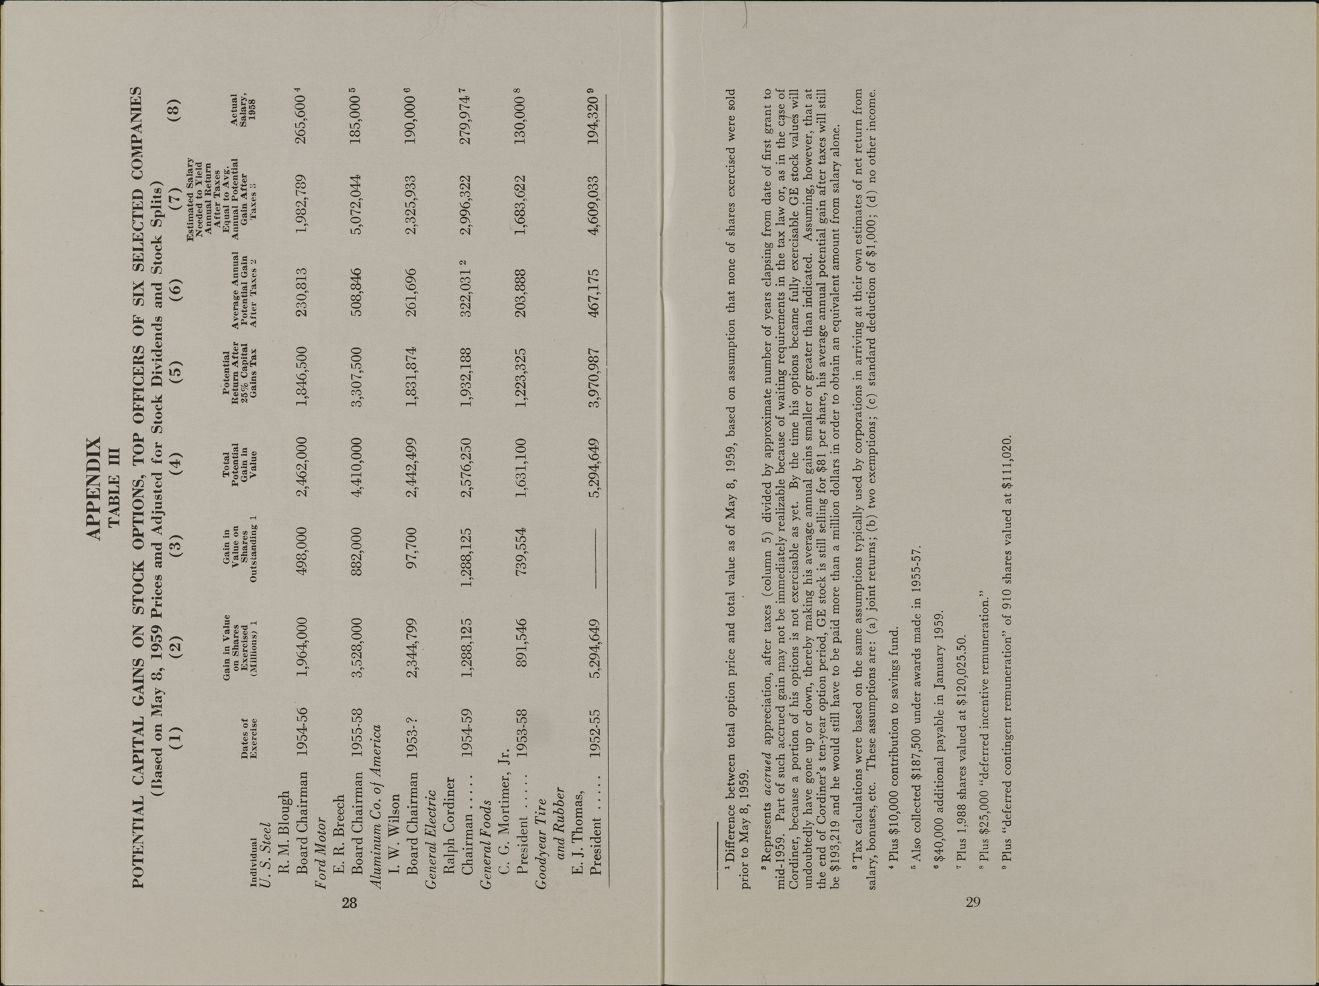 APPENDIX
TABLE III
POTENTIAL CAPITAL GAINS ON STOCK OPTIONS, TOP OFFICERS OF SIX SELECTED COMPANIES
(Based on May 8, 1959 Prices and Adjusted for Stock Dividends and Stock Splits)
(1) (2) (3) (4) (5) (6) (7) (8)
Individual Dates of Exercise Gain in Value on Shares Exercised (Millions) 1 Gain in Value on Shares Outstanding 1 Total Potential Gain in Value Potential Return After 25% Capital Gains Tax Average Annual Potential Gain After Taxes 2 Estimated Salary Needed to Yield Annual Return After Taxes Equal to Avg. Annual Potential Gain After Taxes 3 Actual Salary, 1958
U. S. Steel
R. M. Blough
Board Chairman 1954-56 1,964,000 498,000 2,462,000 1,846,500 230,813 1,982,789 265,600 4
Ford Motor
E. R. Breech
Board Chairman 1955-58 3,528,000 882,000 4,410,000 3,307,500 508,846 5,072,044 185,000 5
Aluminum Co. of America
I. W. Wilson
Board Chairman 1953-? 2,344,799 97,700 2,442,499 1,831,874 261,696 2,325,933 190,000 6
General Electric
Ralph Cordiner
Chairman ...... 1954-59 1,288,125 1,288,125 2,576,250 1,932,188 322,031 2 2,996,322 279,974 7
General Foods
C. G. Mortimer, Jr.
President ..... 1953-58 891,546 739,554 1,631,100 1,223,325 203,888 1,683,622 130,000 8
Goodyear Tire
and Rubber
E. J. Thomas,
President ..... 1952-55 5,294,649 ——— 5,294,649 3,970,987 467,175 4,609,033 194,320 9
28
1 Difference between total option price and total value as of May 8, 1959, based on assumption that none of shares exercised were sold
prior to May 8, 1959.
2 Represents accrued appreciation, after taxes (column 5) divided by approximate number of years elapsing from date of first grant to
mid-1959. Part of such accrued gain may not be immediately realizable because of waiting requirements in the tax law or, as in the case of
Cordiner, because a portion of his options is not exercisable as yet. By the time his options became fully exercisable GE stock values will
undoubtedly have gone up or down, thereby making his average annual gains smaller or greater than indicated. Assuming, however, that at
the end of Cordiner's ten-year option period, GE stock is still selling for $81 per share, his average annual potential gain after taxes will still
be $193,219 and he would still have to be paid more than a million dollars in order to obtain an equivalent amount from salary alone.
3 Tax calculations were based on the same assumptions typically used by corporations in arriving at their own estimates of net return from
salary, bonuses, etc. These assumptions are: (a) joint returns; (b) two exemptions; (c) standard deduction of $1,000; (d) no other income.
4 Plus $10,000 contribution to savings fund.
5 Also collected $187,500 under awards made in 1955-57.
6 $40,000 additional payable in January 1959.
7 Plus 1,988 shares valued at $120,025.50.
8 Plus $25,000 "deferred incentive remuneration."
9 Plus "deferred contingent remuneration" of 910 shares valued at $111,020.
29